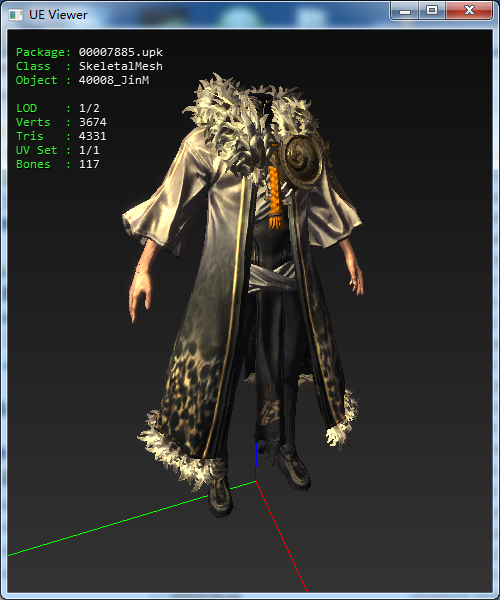 UE Viewer
Package: 00007885.upk
Class : SkeletalMesh
Object : 40008_JinM
LOD : 1/2
Verts : 3674
Tris : 4331
UV Set : 1/1
Bones : 117